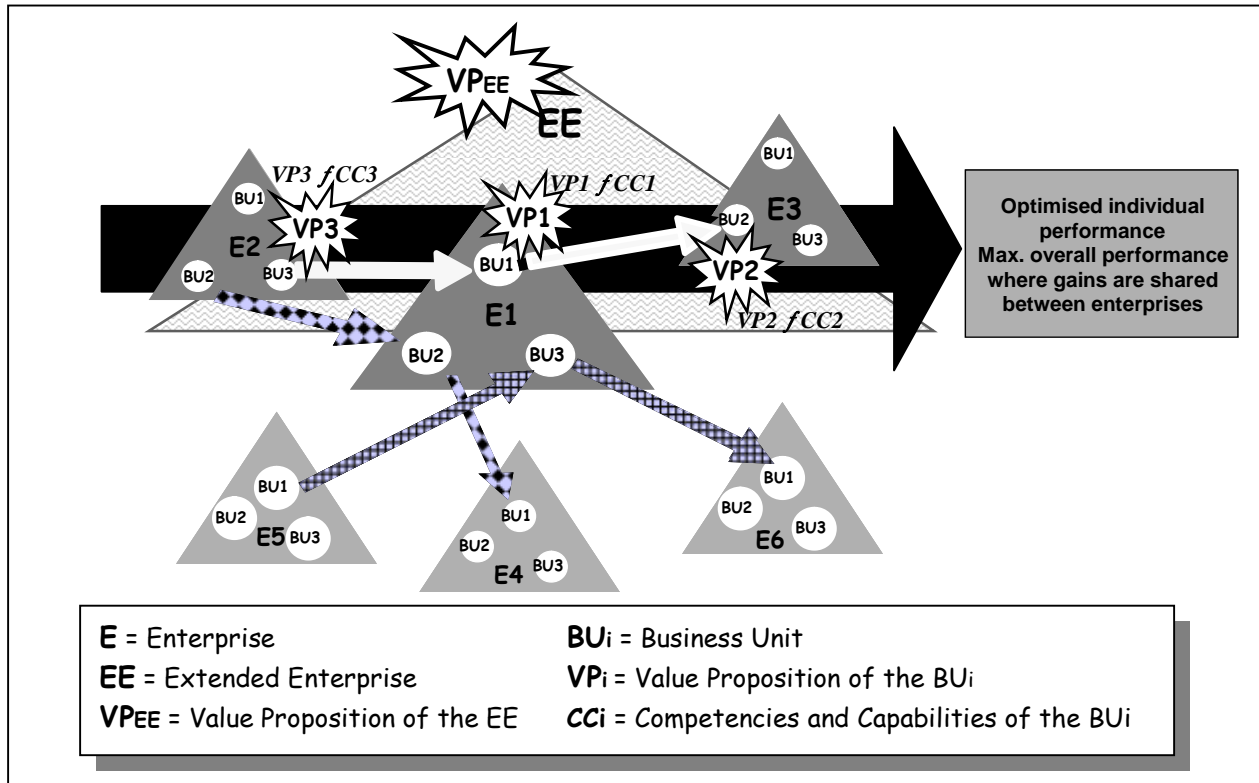 VPEE
EE
VP3 ƒCC3
VP1 ƒCC1
BU1
VP3
E2
BU2
BU3
VP1
BU1
E1
BU2
BU3
BU1
BU2
E3
BU3
VP2
VP2 ƒCC2
Optimised individual
performance
Max. overall performance
where gains are shared
between enterprises
BU1
BU2
E5
BU3
BU1
BU2
E4
BU3
BU1
BU2
E6
BU3
E = Enterprise
BUi = Business Unit
EE = Extended Enterprise
VPi = Value Proposition of the BUi
VPEE = Value Proposition of the EE
CCi = Competencies and Capabilities of the BUi